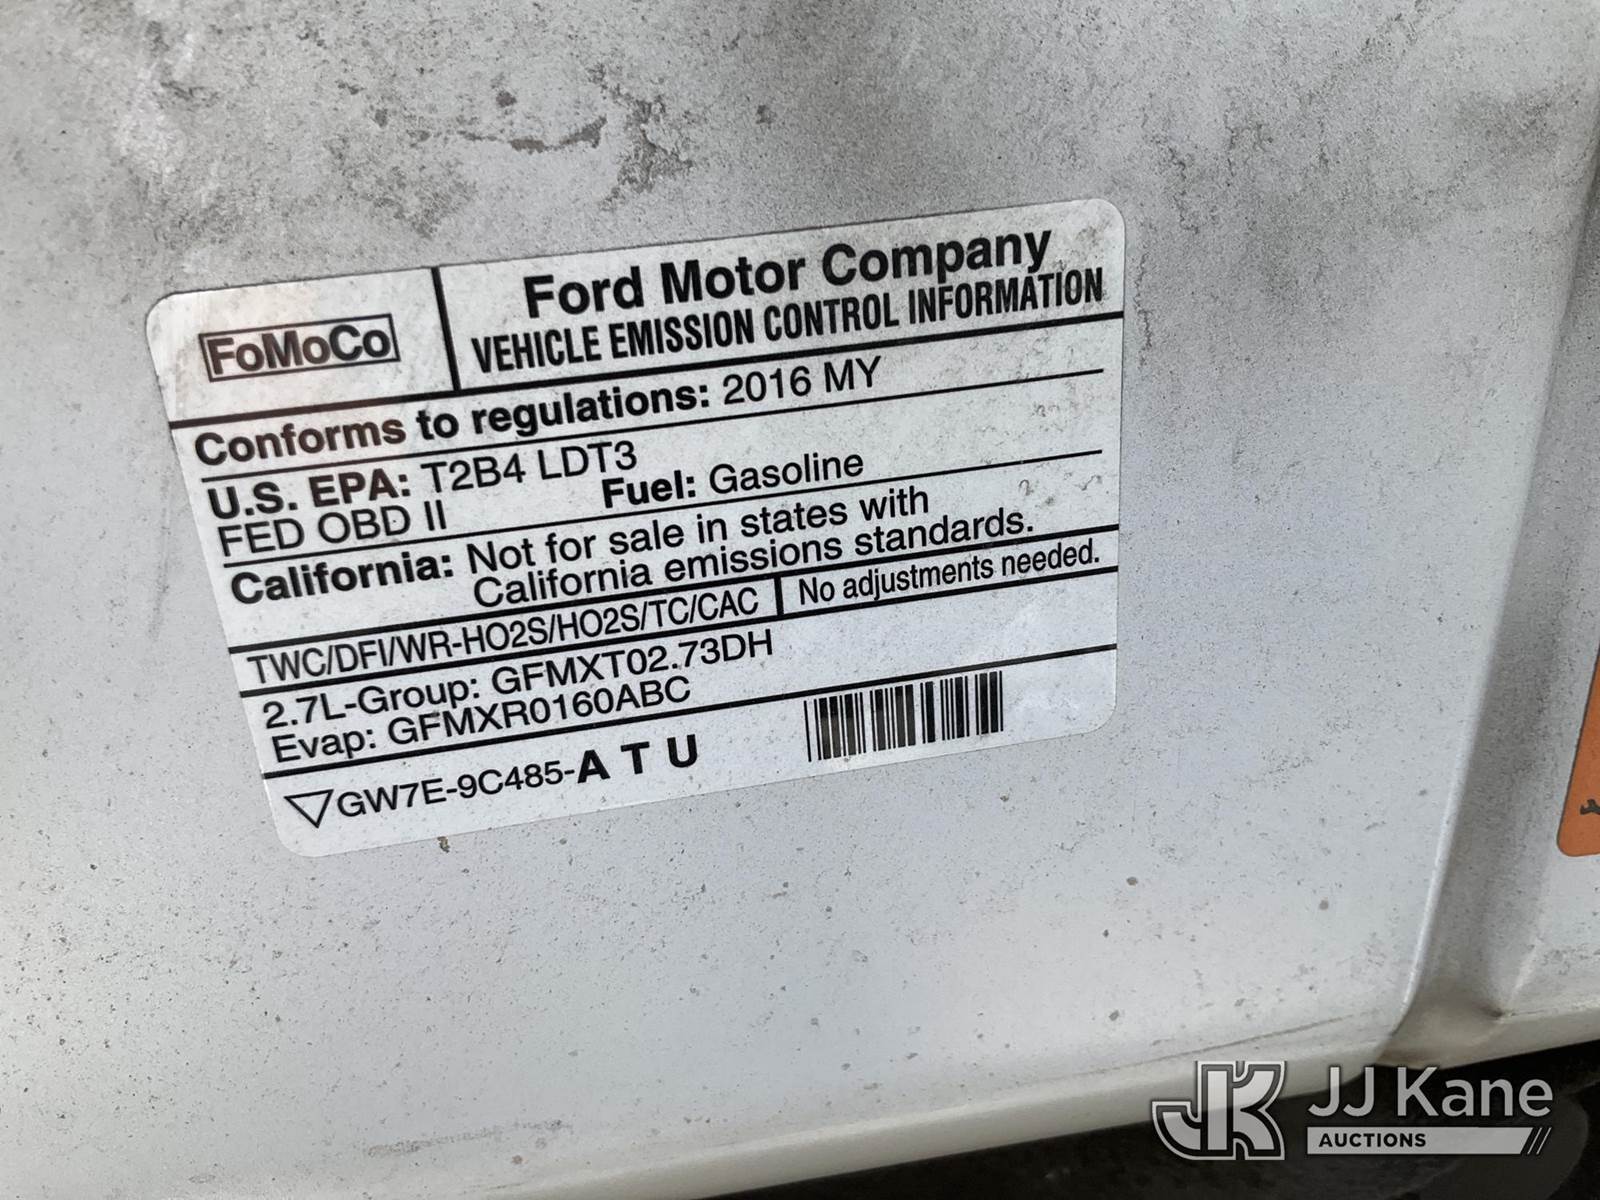 FoMoCo
Ford Motor Company
VEHICLE EMISSION CONTROL INFORMATION
Conforms to regulations: 2016 MY
U.S. EPA: T2B4 LDT3
FED OBD II Fuel: Gasoline
California: Not for sale in states with
California emissions standards.
TWC/DFI/WR-HO2S/HO2S/TC/CAC No adjustments needed.
2.7L-Group: GFMXT02.73DH
Evap: GFMXR0160ABC
GW7E-9C485-A T U
JK JJ Kane
AUCTIONS